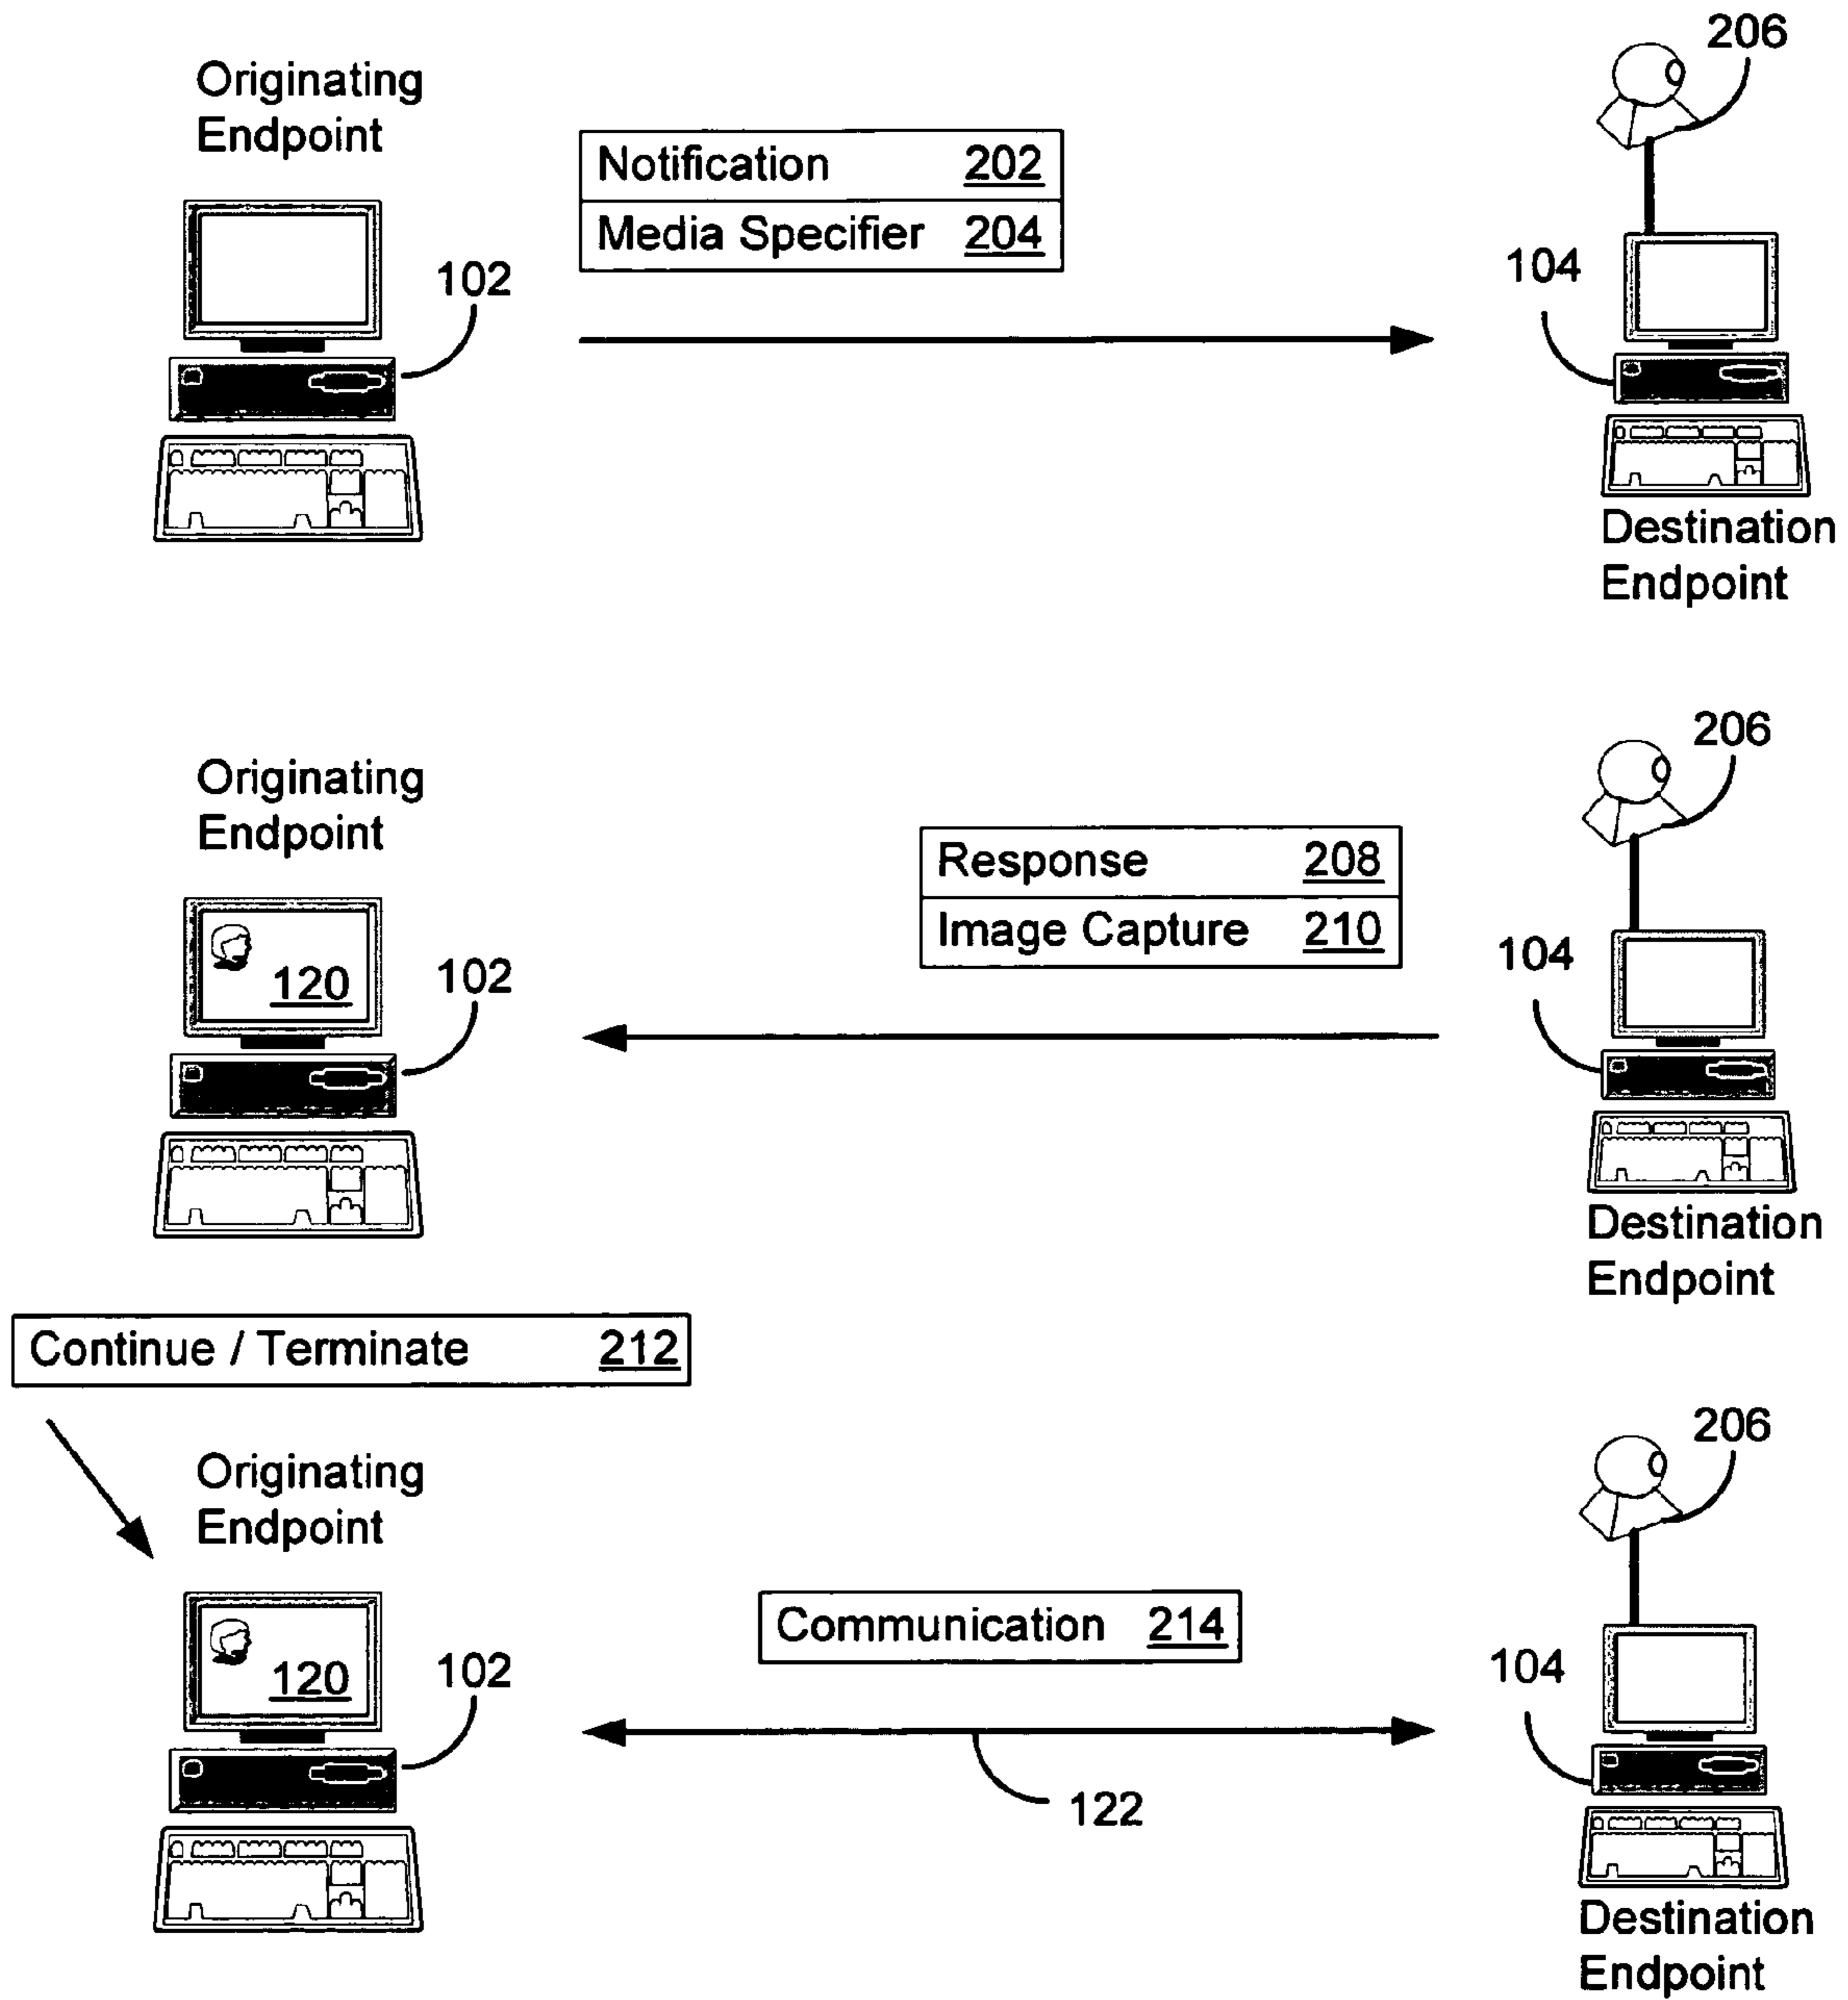 206
Originating
Endpoint
Notification 202
Media Specifier 204
102
104
Destination
Endpoint
206
Originating
Endpoint
Response 208
Image Capture 210
120
102
104
Destination
Endpoint
Continue / Terminate 212
206
Originating
Endpoint
Communication 214
120
102
104
122
Destination
Endpoint